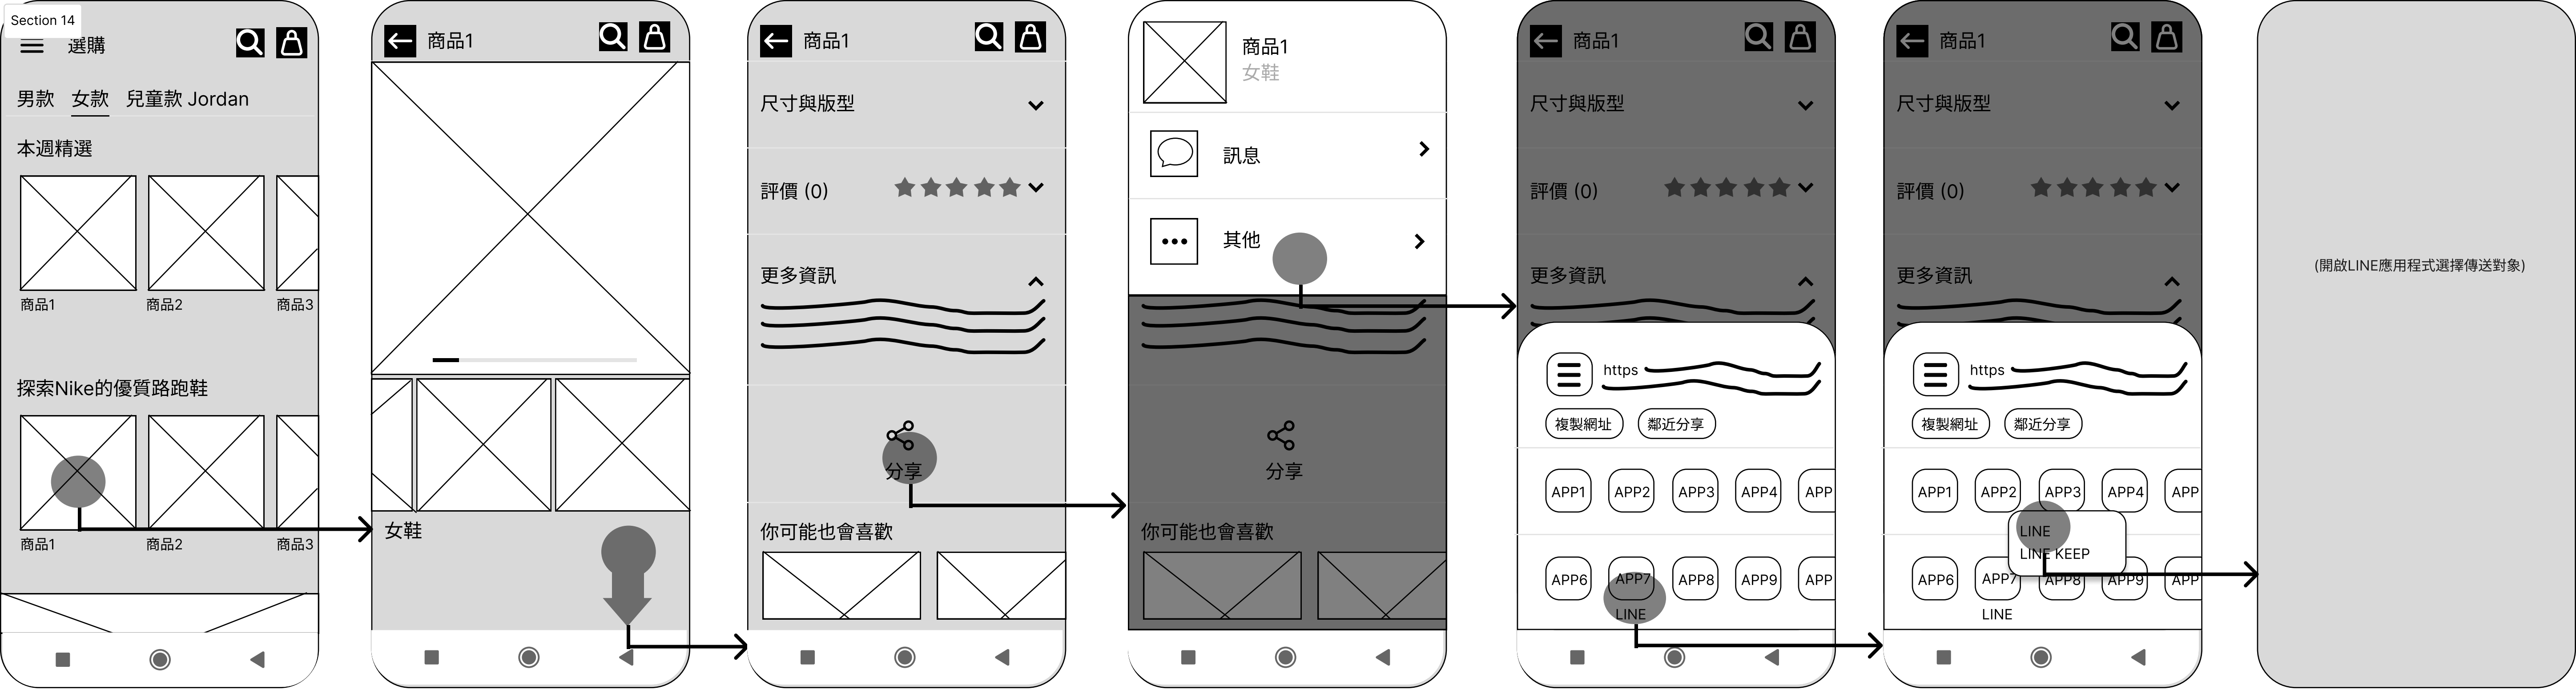 Section 14
選購
男款 女款 兒童款 Jordan
本週精選
商品1 商品2 商品3
探索Nike的優質路跑鞋
商品1 商品2 商品3
商品1
女鞋
商品1
尺寸與版型
評價 (0)
更多資訊
分享
你可能也會喜歡
商品1
女鞋
訊息
其他
分享
你可能也會喜歡
商品1
尺寸與版型
評價 (0)
更多資訊
https
複製網址 鄰近分享
APP1 APP2 APP3 APP4 APP
APP6 APP7 APP8 APP9 APP
LINE
商品1
尺寸與版型
評價 (0)
更多資訊
https
複製網址 鄰近分享
APP1 APP2 APP3 APP4 APP
LINE
LINE KEEP
APP6 APP7 APP8 APP9 APP
LINE
(開啟LINE應用程式選擇傳送對象)